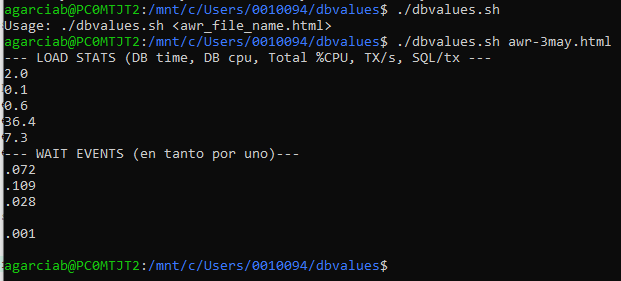 agarciab@PC0MTJT2:/mnt/c/Users/0010094/dbvalues$ ./dbvalues.sh
Usage: ./dbvalues.sh <awr_file_name.html>
agarciab@PC0MTJT2:/mnt/c/Users/0010094/dbvalues$ ./dbvalues.sh awr-3may.html
--- LOAD STATS (DB time, DB cpu, Total %CPU, TX/s, SQL/tx ---
2.0
0.1
0.6
36.4
7.3
--- WAIT EVENTS (en tanto por uno)---
.072
.109
.028
.001
agarciab@PC0MTJT2:/mnt/c/Users/0010094/dbvalues$